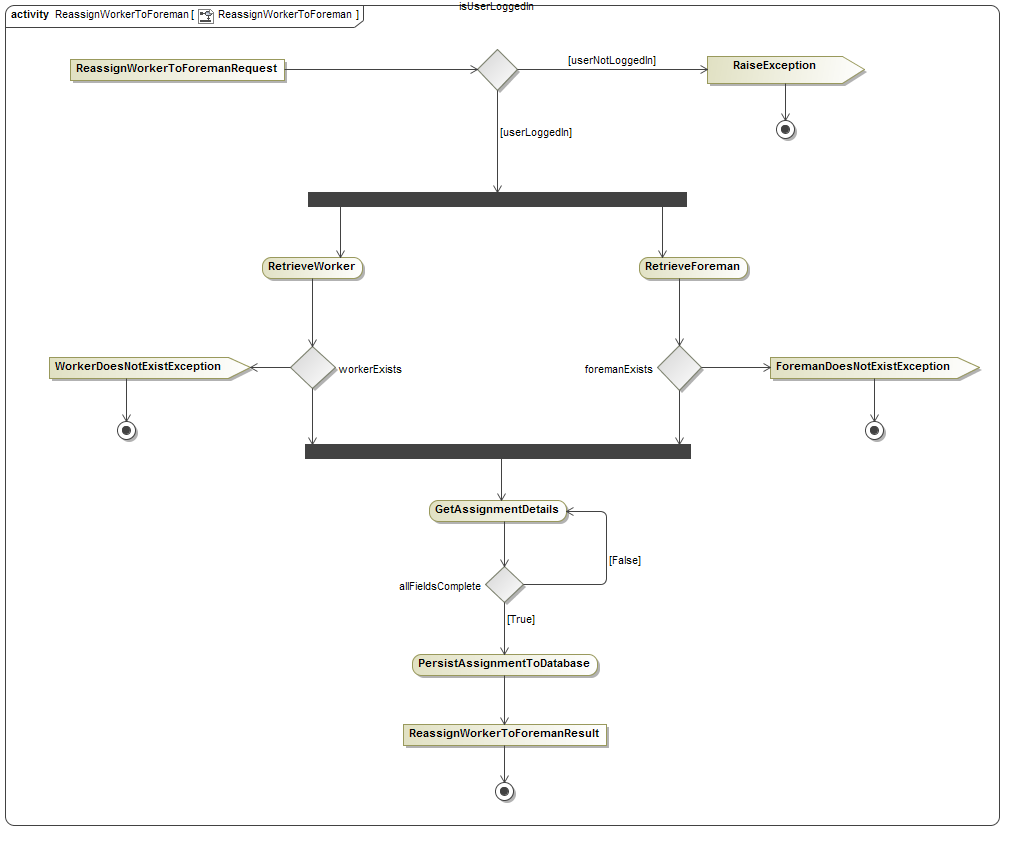 isUserLoggedIn
activity ReassignWorkerToForeman [ ReassignWorkerToForeman ]
ReassignWorkerToForemanRequest
[userNotLoggedIn]
RaiseException
[userLoggedIn]
RetrieveWorker
RetrieveForeman
WorkerDoesNotExistException
workerExists
foremanExists
ForemanDoesNotExistException
GetAssignmentDetails
[False]
allFieldsComplete
[True]
PersistAssignmentToDatabase
ReassignWorkerToForemanResult